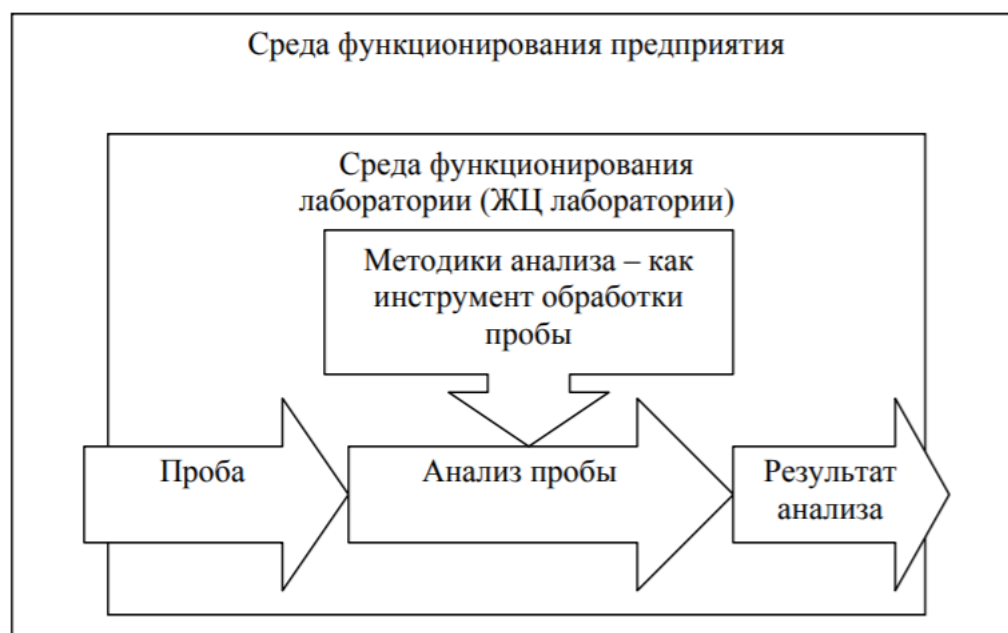 Среда функционирования предприятия
Среда функционирования
лаборатории (ЖЦ лаборатории)
Методики анализа – как
инструмент обработки
пробы
Проба
Анализ пробы
Результат
анализа